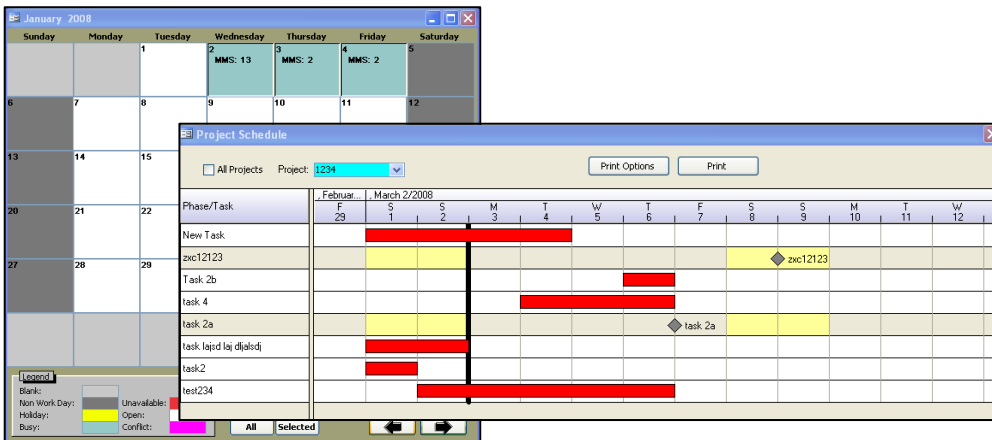 January 2008
Sunday Monday Tuesday Wednesday Thursday Friday Saturday
1 2 3 4 5
MMS: 13 MMS: 2 MMS: 2
6 7 8 9 10 11 12
13 14 15
20 21 22
27 28 29
Legend
Blank:
Non Work Day: Unavailable:
Holiday: Open:
Busy: Conflict:
All Selected
Project Schedule
All Projects Project: 1234 Print Options Print
Phase/Task , Februar... , March 2/2008
F S S M T W T F S S M T W
29 1 2 3 4 5 6 7 8 9 10 11 12
New Task
zxc12123 zxc12123
Task 2b
task 4
task 2a task 2a
task lajsd laj dljalsdj
task2
test234